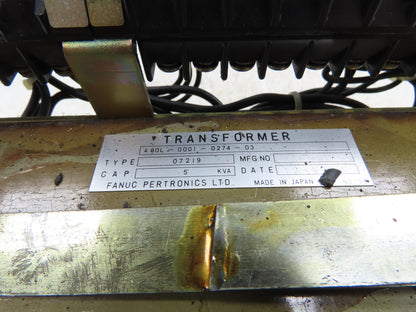 TRANSFORMER
A80L-0001-0274-03
TYPE 07219 MFG NO
CAP 5 KVA DATE
FANUC PERTRONICS LTD. MADE IN JAPAN